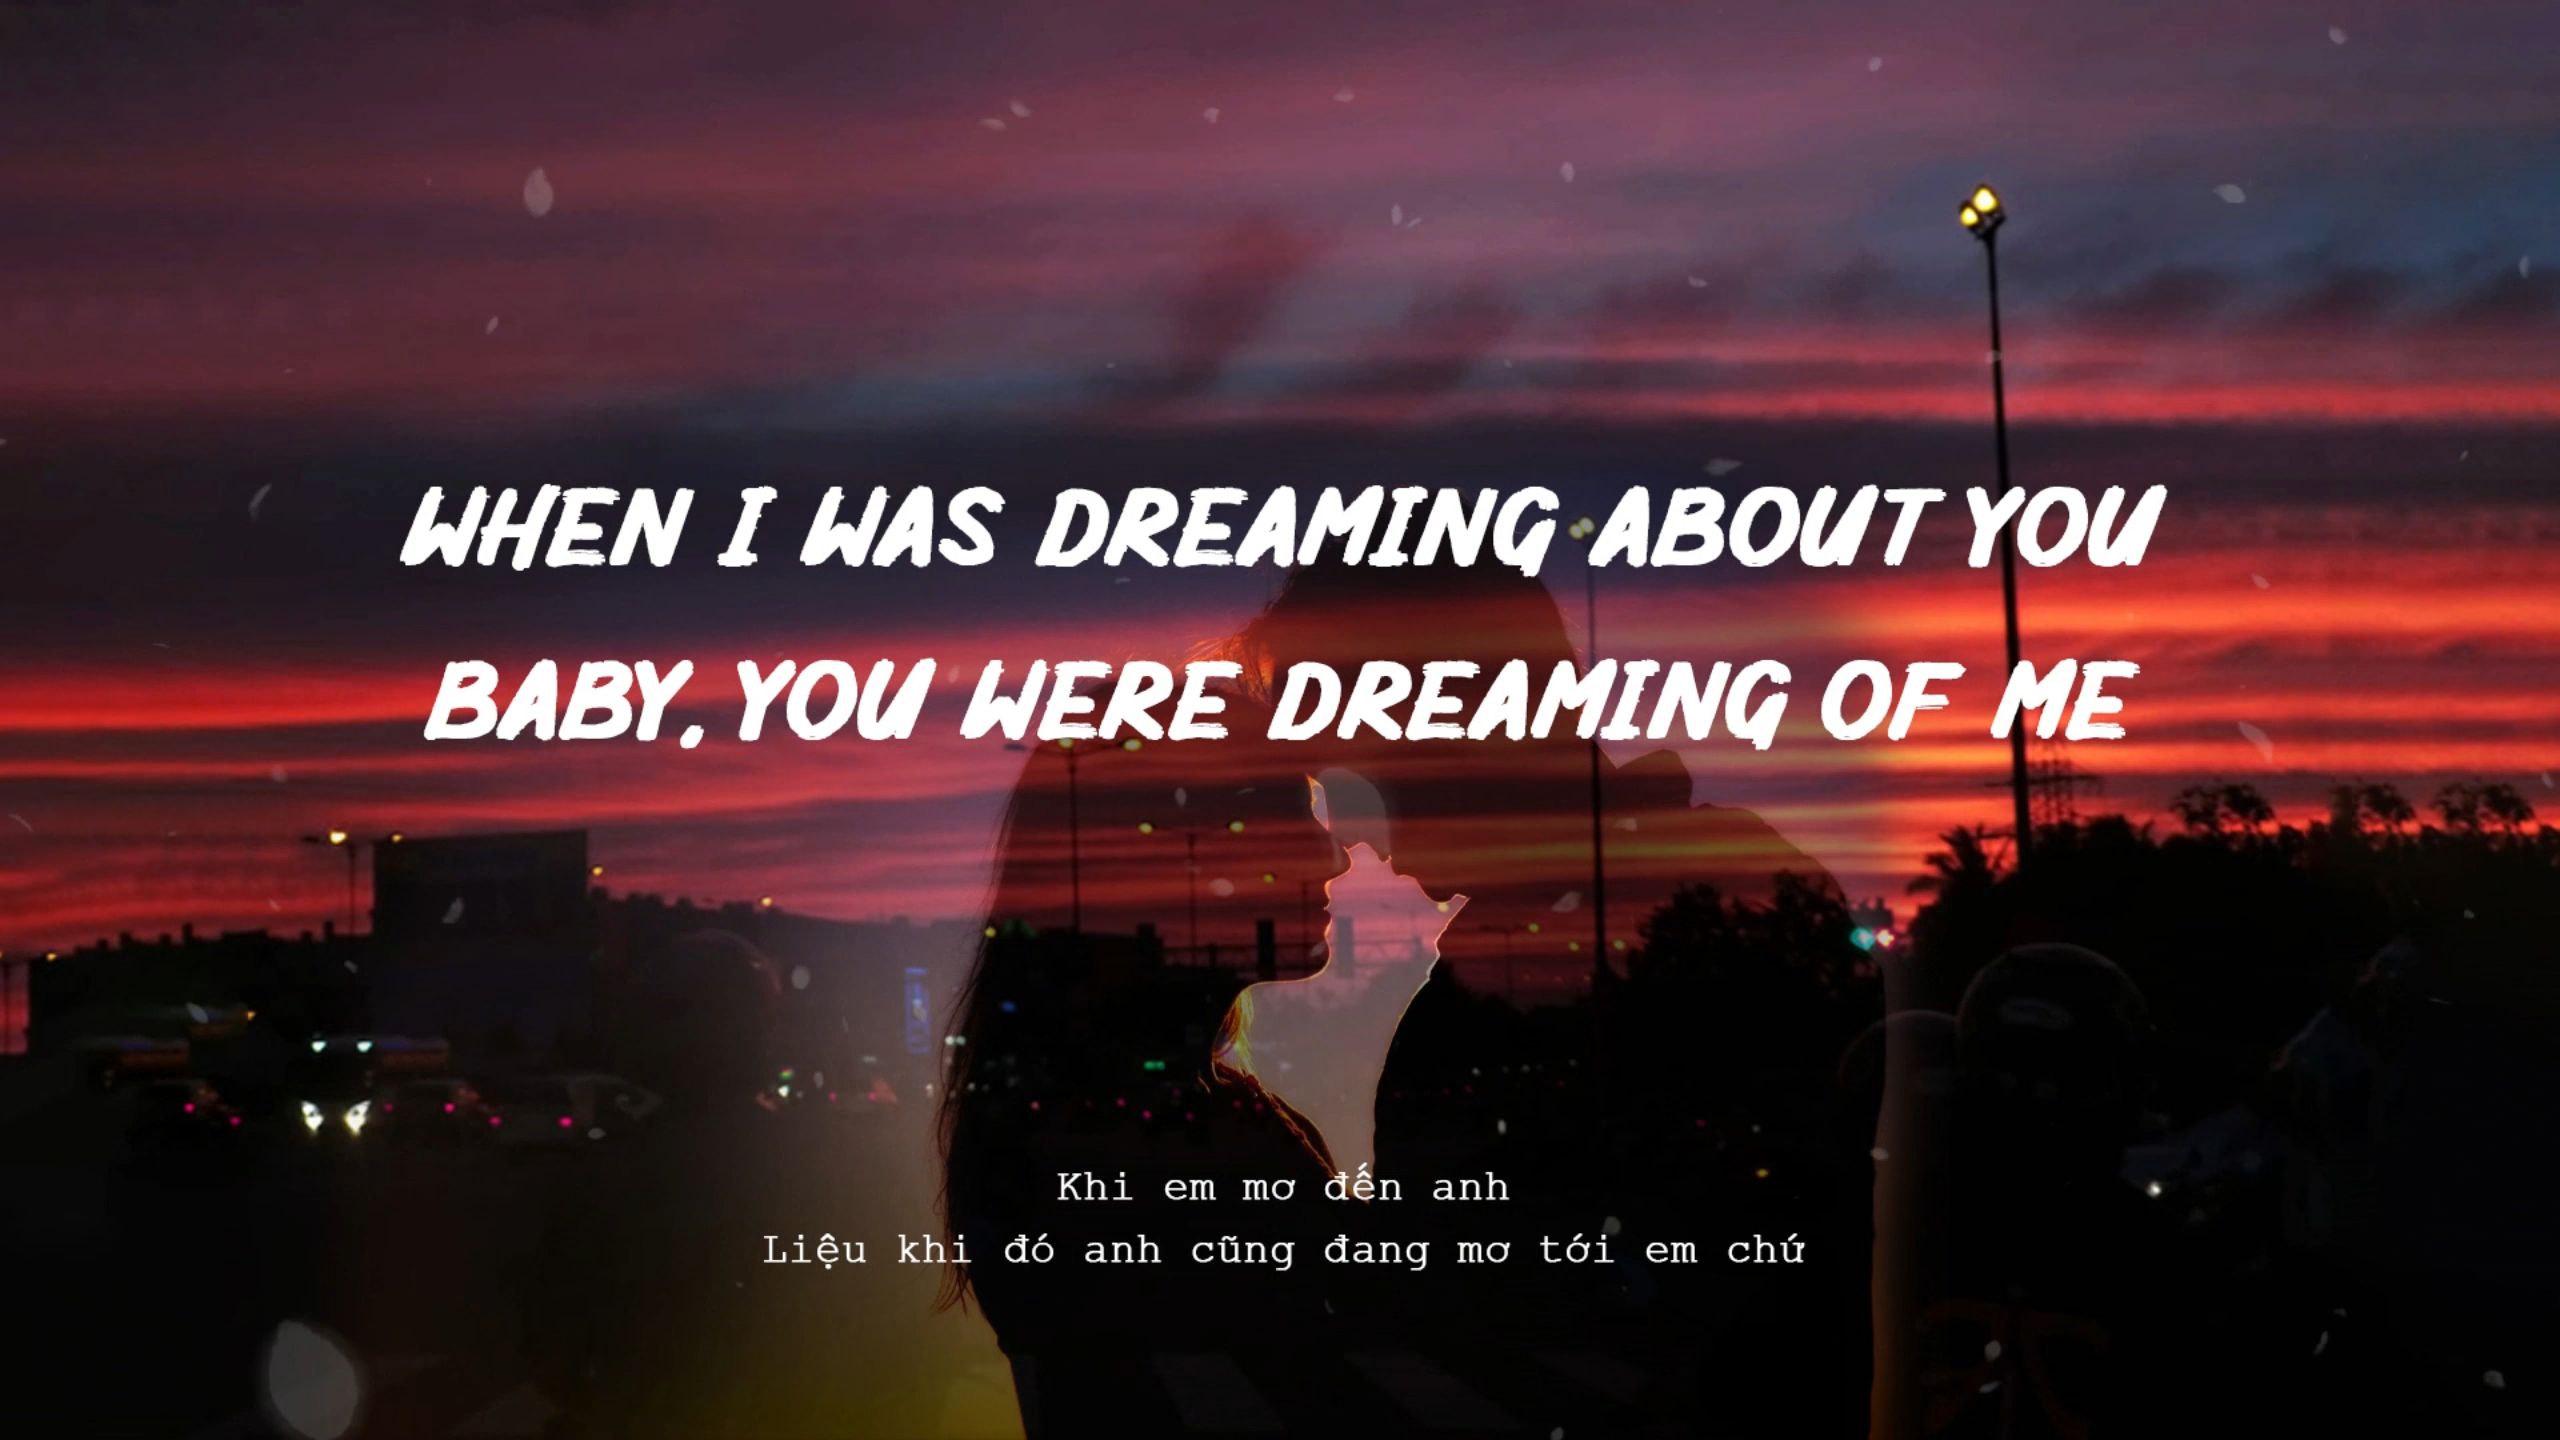 WHEN I WAS DREAMING ABOUT YOU
BABY, YOU WERE DREAMING OF ME
Khi em mơ đến anh
Liệu khi đó anh cũng đang mơ tới em chứ